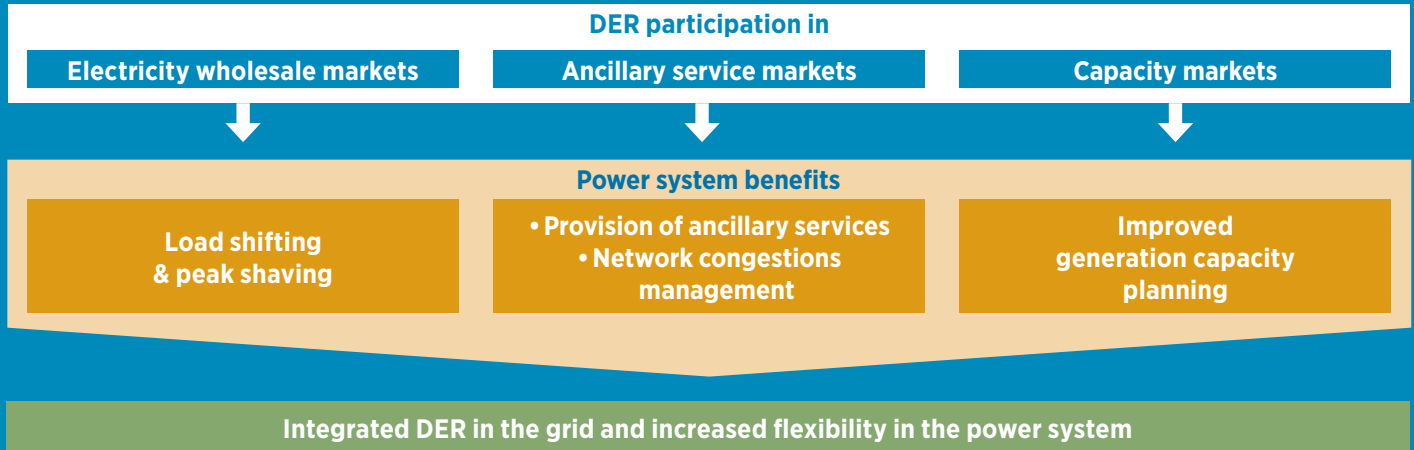 DER participation in
Electricity wholesale markets
Ancillary service markets
Capacity markets
Power system benefits
Load shifting
& peak shaving
• Provision of ancillary services
• Network congestions
management
Improved
generation capacity
planning
Integrated DER in the grid and increased flexibility in the power system